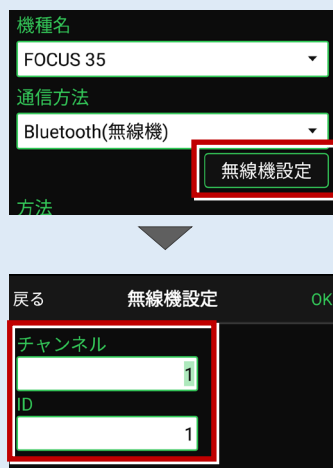 機種名
FOCUS 35
通信方法
Bluetooth(無線機)
無線機設定
方法
戻る 無線機設定 OK
チャンネル
1
ID
1